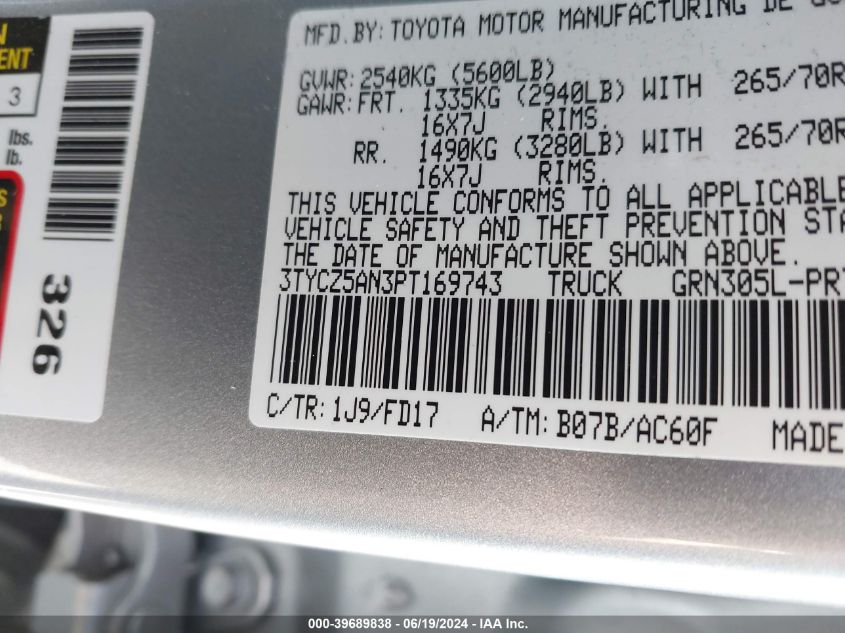 N
ENT
3
lbs.
lb.
S
R
326
MFD.BY: TOYOTA MOTOR MANUFACTURING DE
GVWR: 2540KG (5600LB)
GAWR: FRT. 1335KG (2940LB) WITH 265/70R
16X7J RIMS.
RR. 1490KG (3280LB) WITH 265/70R
16X7J RIMS.
THIS VEHICLE CONFORMS TO ALL APPLICABLE
VEHICLE SAFETY AND THEFT PREVENTION STA
THE DATE OF MANUFACTURE SHOWN ABOVE.
3TYCZ5AN3PT169743 TRUCK GRN305L-PRT
C/TR: 1J9/FD17 A/TM: B07B/AC60F MADE
000-39689838 - 06/19/2024 - IAAI.com.